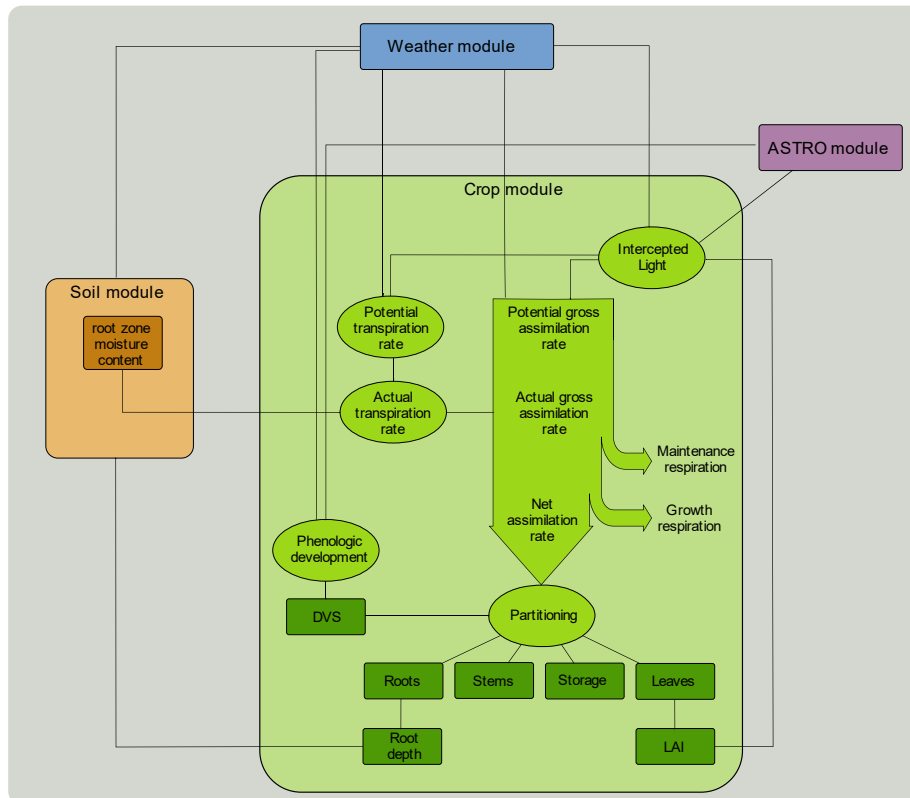 Weather module
ASTRO module
Crop module
Intercepted
Light
Soil module
root zone
moisture
content
Potential
transpiration
rate
Potential gross
assimilation
rate
Actual
transpiration
rate
Actual gross
assimilation
rate
Maintenance
respiration
Net
assimilation
rate
Growth
respiration
Phenologic
development
DVS
Partitioning
Roots
Stems
Storage
Leaves
Root
depth
LAI